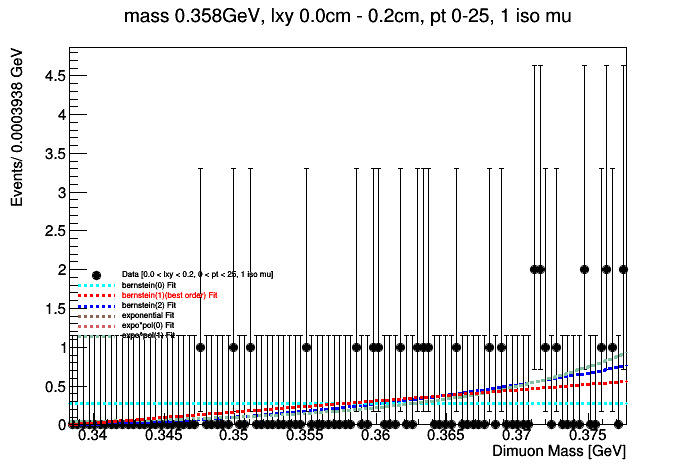 mass 0.358GeV, lxy 0.0cm - 0.2cm, pt 0-25, 1 iso mu
Events/ 0.0003938 GeV
4.5
4
3.5
3
2.5
2
1.5
1
0.5
0
Data [0.0 < lxy < 0.2, 0 < pt < 25, 1 iso mu]
bernstein(0) Fit
bernstein(1)(best order) Fit
bernstein(2) Fit
exponential Fit
expo*pol(0) Fit
expo*pol(1) Fit
0.34 0.345 0.35 0.355 0.36 0.365 0.37 0.375
Dimuon Mass [GeV]